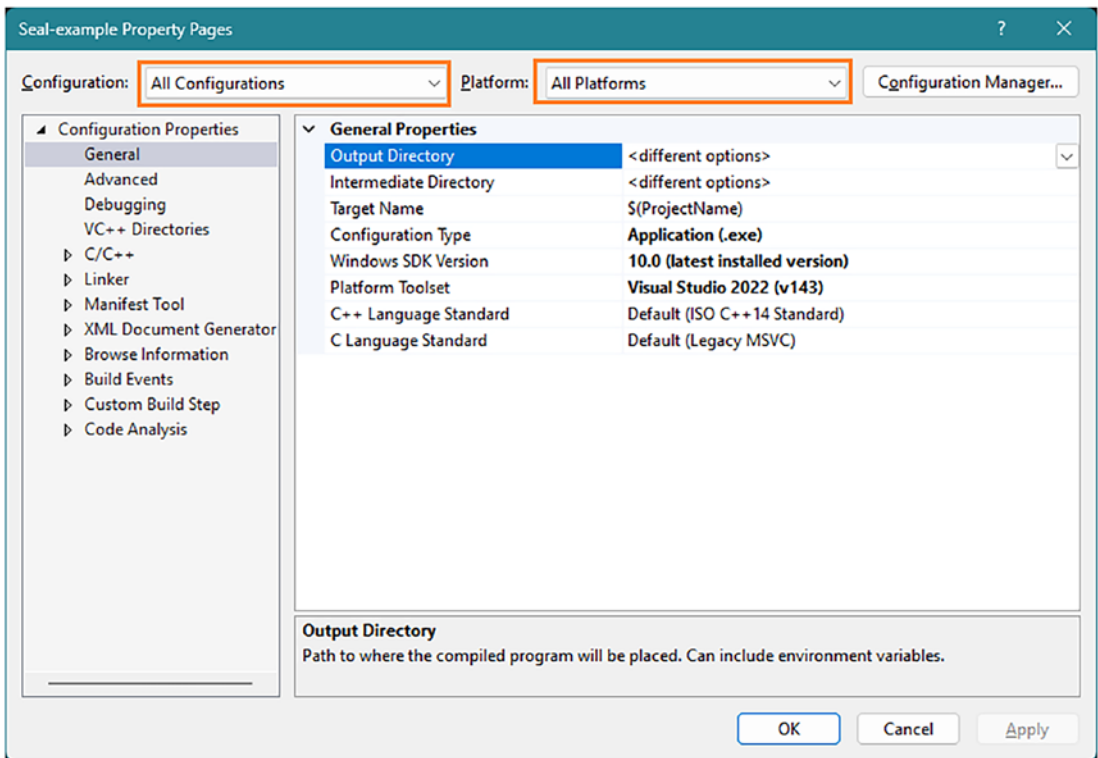 Seal-example Property Pages
Configuration: All Configurations Platform: All Platforms Configuration Manager...
Configuration Properties
General
Advanced
Debugging
VC++ Directories
C/C++
Linker
Manifest Tool
XML Document Generator
Browse Information
Build Events
Custom Build Step
Code Analysis
General Properties
Output Directory <different options>
Intermediate Directory <different options>
Target Name $(ProjectName)
Configuration Type Application (.exe)
Windows SDK Version 10.0 (latest installed version)
Platform Toolset Visual Studio 2022 (v143)
C++ Language Standard Default (ISO C++14 Standard)
C Language Standard Default (Legacy MSVC)
Output Directory
Path to where the compiled program will be placed. Can include environment variables.
OK Cancel Apply